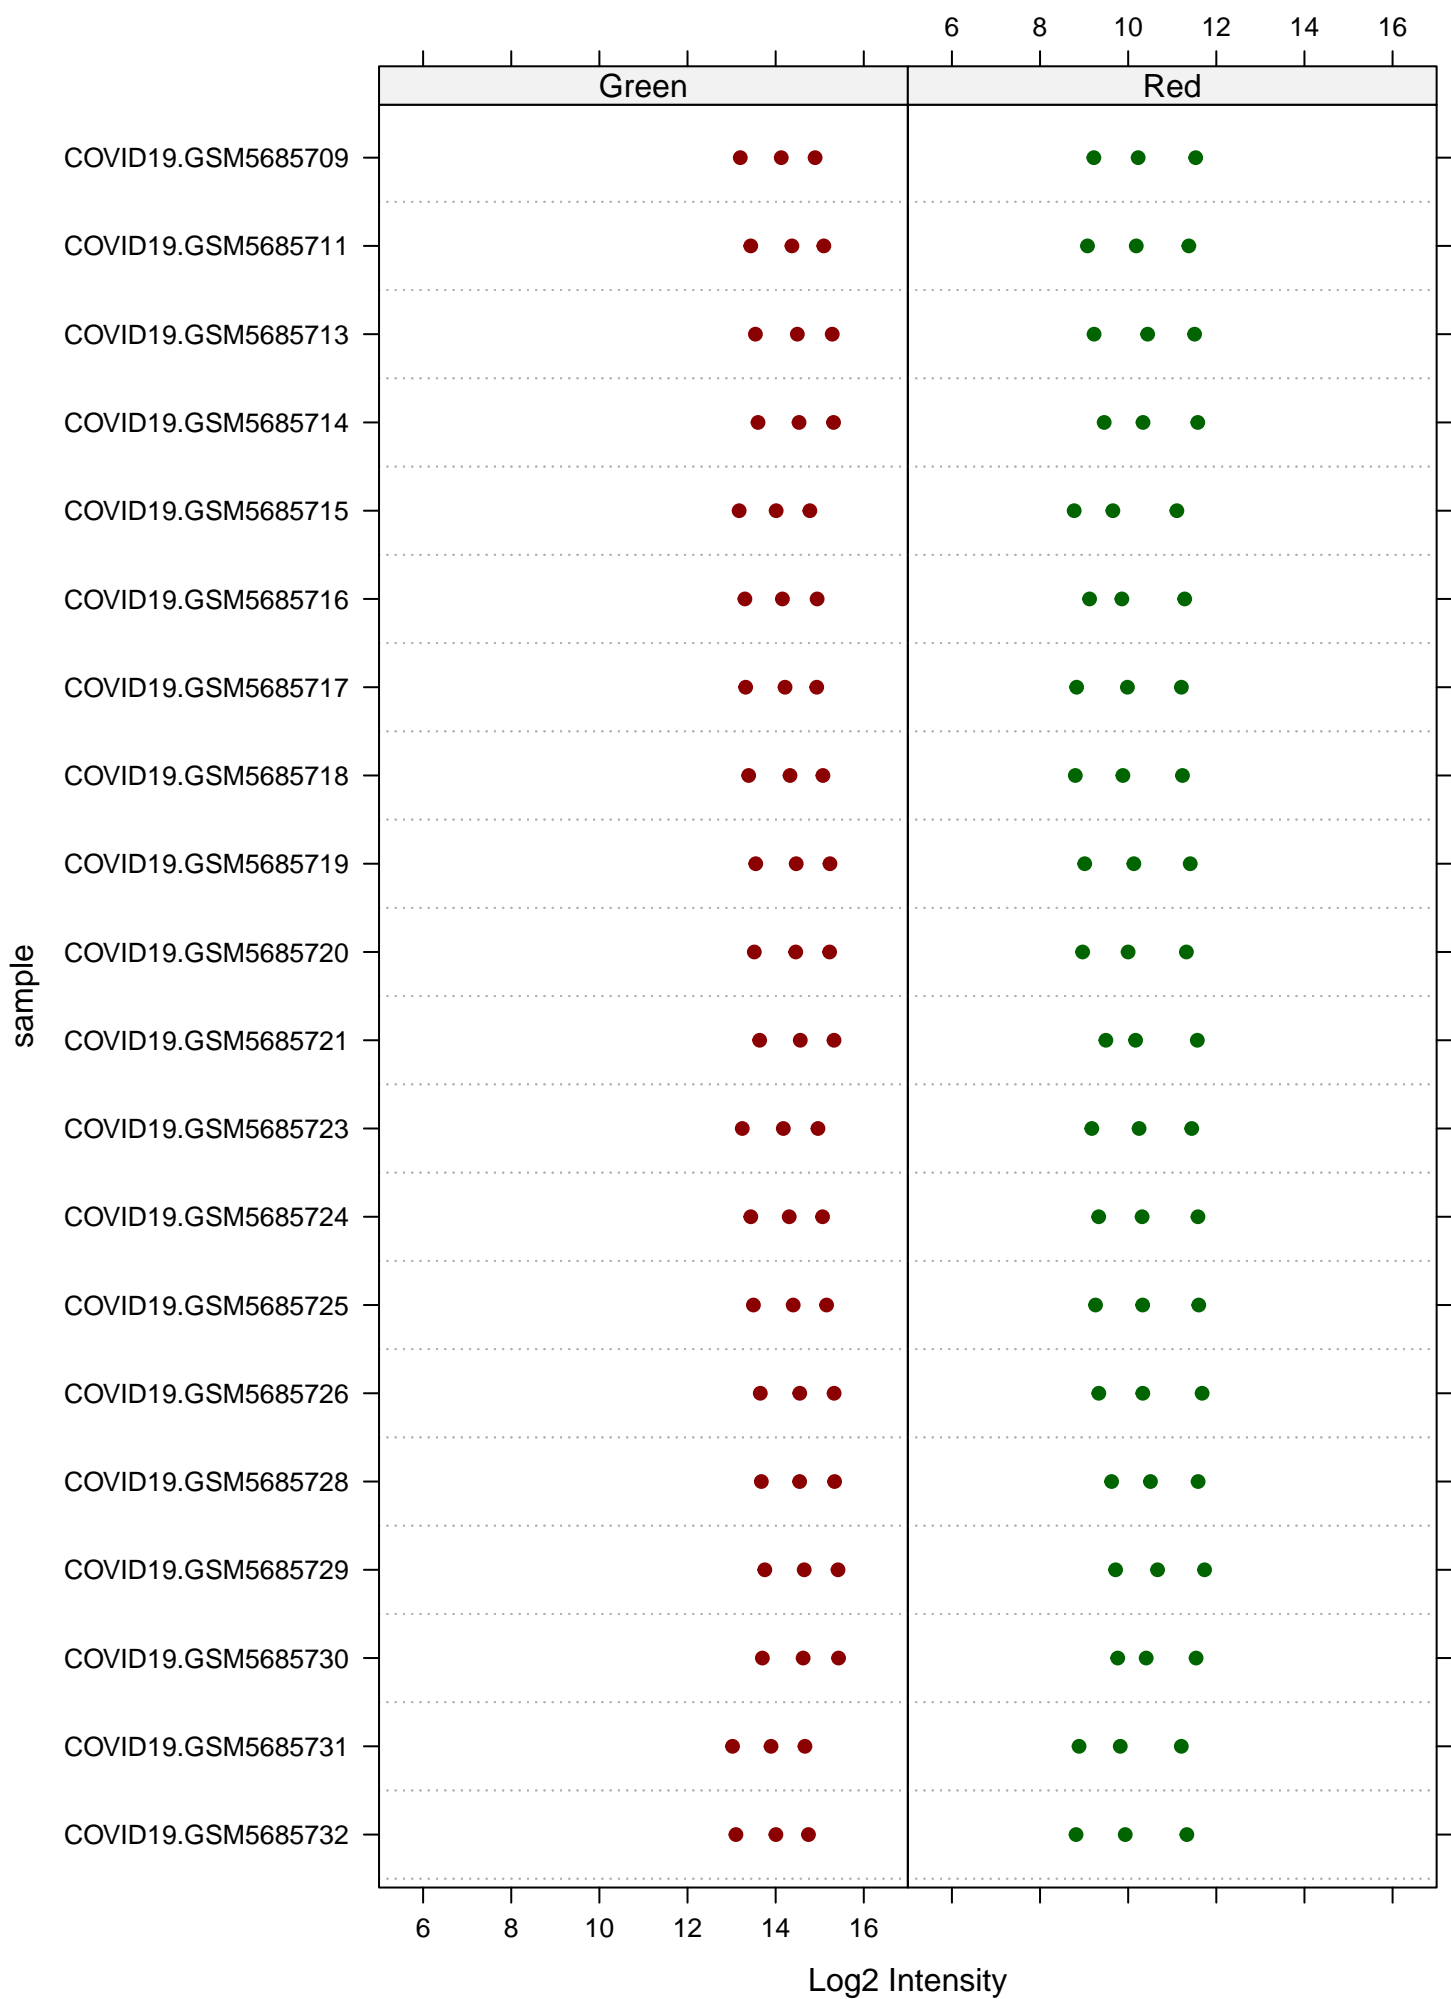 6 8 10 12 14 16
Green Red
COVID19.GSM5685709
COVID19.GSM5685711
COVID19.GSM5685713
COVID19.GSM5685714
COVID19.GSM5685715
COVID19.GSM5685716
COVID19.GSM5685717
COVID19.GSM5685718
COVID19.GSM5685719
COVID19.GSM5685720
COVID19.GSM5685721
COVID19.GSM5685723
COVID19.GSM5685724
COVID19.GSM5685725
COVID19.GSM5685726
COVID19.GSM5685728
COVID19.GSM5685729
COVID19.GSM5685730
COVID19.GSM5685731
COVID19.GSM5685732
sample
6 8 10 12 14 16
Log2 Intensity